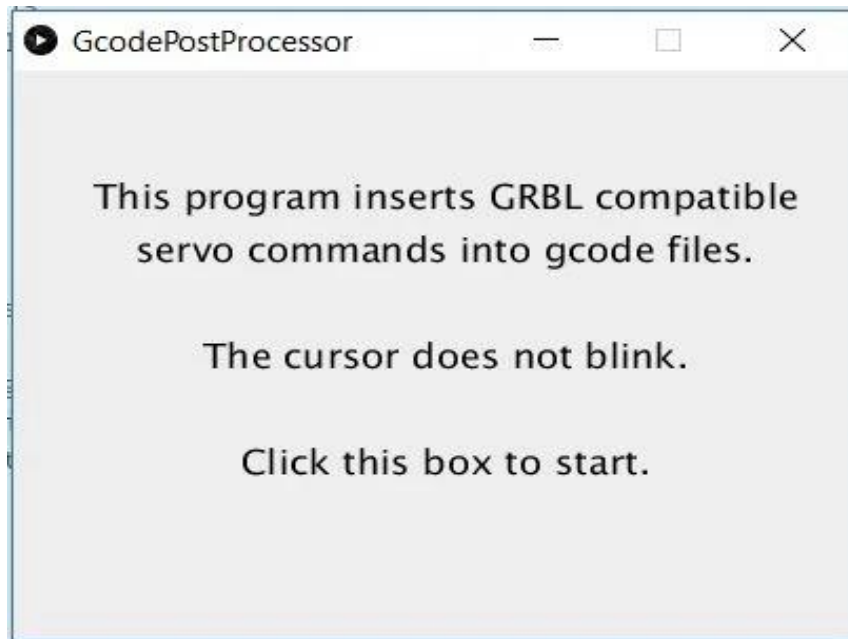 GcodePostProcessor
This program inserts GRBL compatible
servo commands into gcode files.
The cursor does not blink.
Click this box to start.